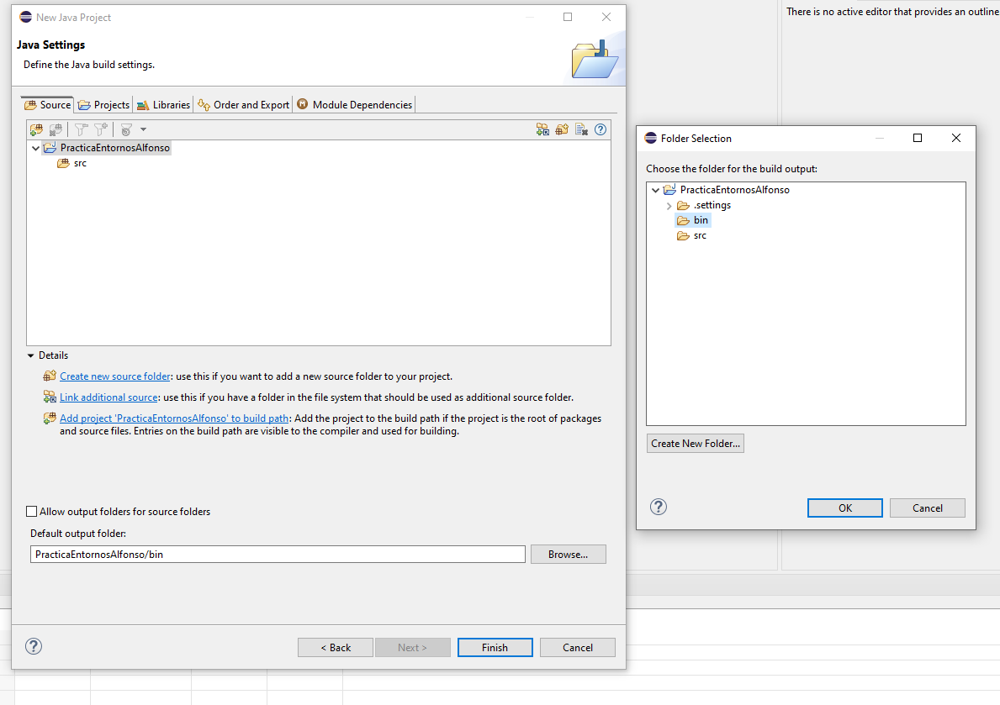 New Java Project
Java Settings
Define the Java build settings.
Source Projects Libraries Order and Export Module Dependencies
PracticaEntornosAlfonso
src
Details
Create new source folder: use this if you want to add a new source folder to your project.
Link additional source: use this if you have a folder in the file system that should be used as additional source folder.
Add project 'PracticaEntornosAlfonso' to build path: Add the project to the build path if the project is the root of packages
and source files. Entries on the build path are visible to the compiler and used for building.
Allow output folders for source folders
Default output folder:
PracticaEntornosAlfonso/bin
Browse...
< Back Next > Finish Cancel
There is no active editor that provides an outline
Folder Selection
Choose the folder for the build output:
PracticaEntornosAlfonso
.settings
bin
src
Create New Folder...
OK Cancel